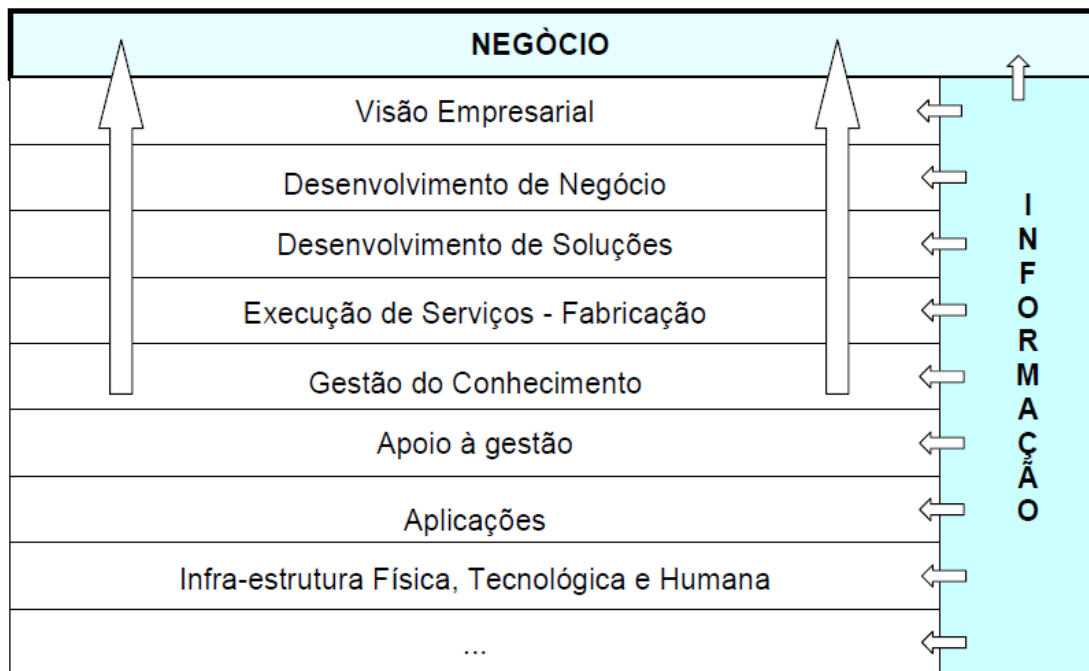 NEGÒCIO
Visão Empresarial
Desenvolvimento de Negócio
Desenvolvimento de Soluções
Execução de Serviços - Fabricação
Gestão do Conhecimento
Apoio à gestão
Aplicações
Infra-estrutura Física, Tecnológica e Humana
...
INFORMAÇÃO